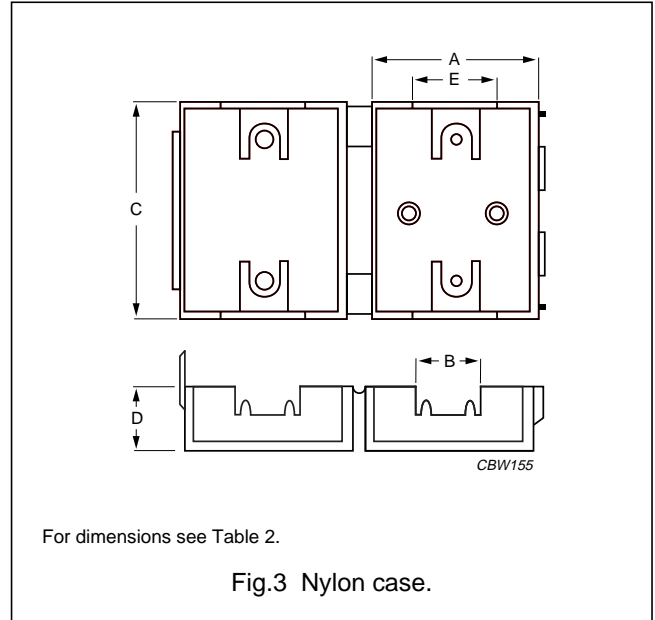 A
E
C
B
D
CBW155
For dimensions see Table 2.
Fig.3 Nylon case.